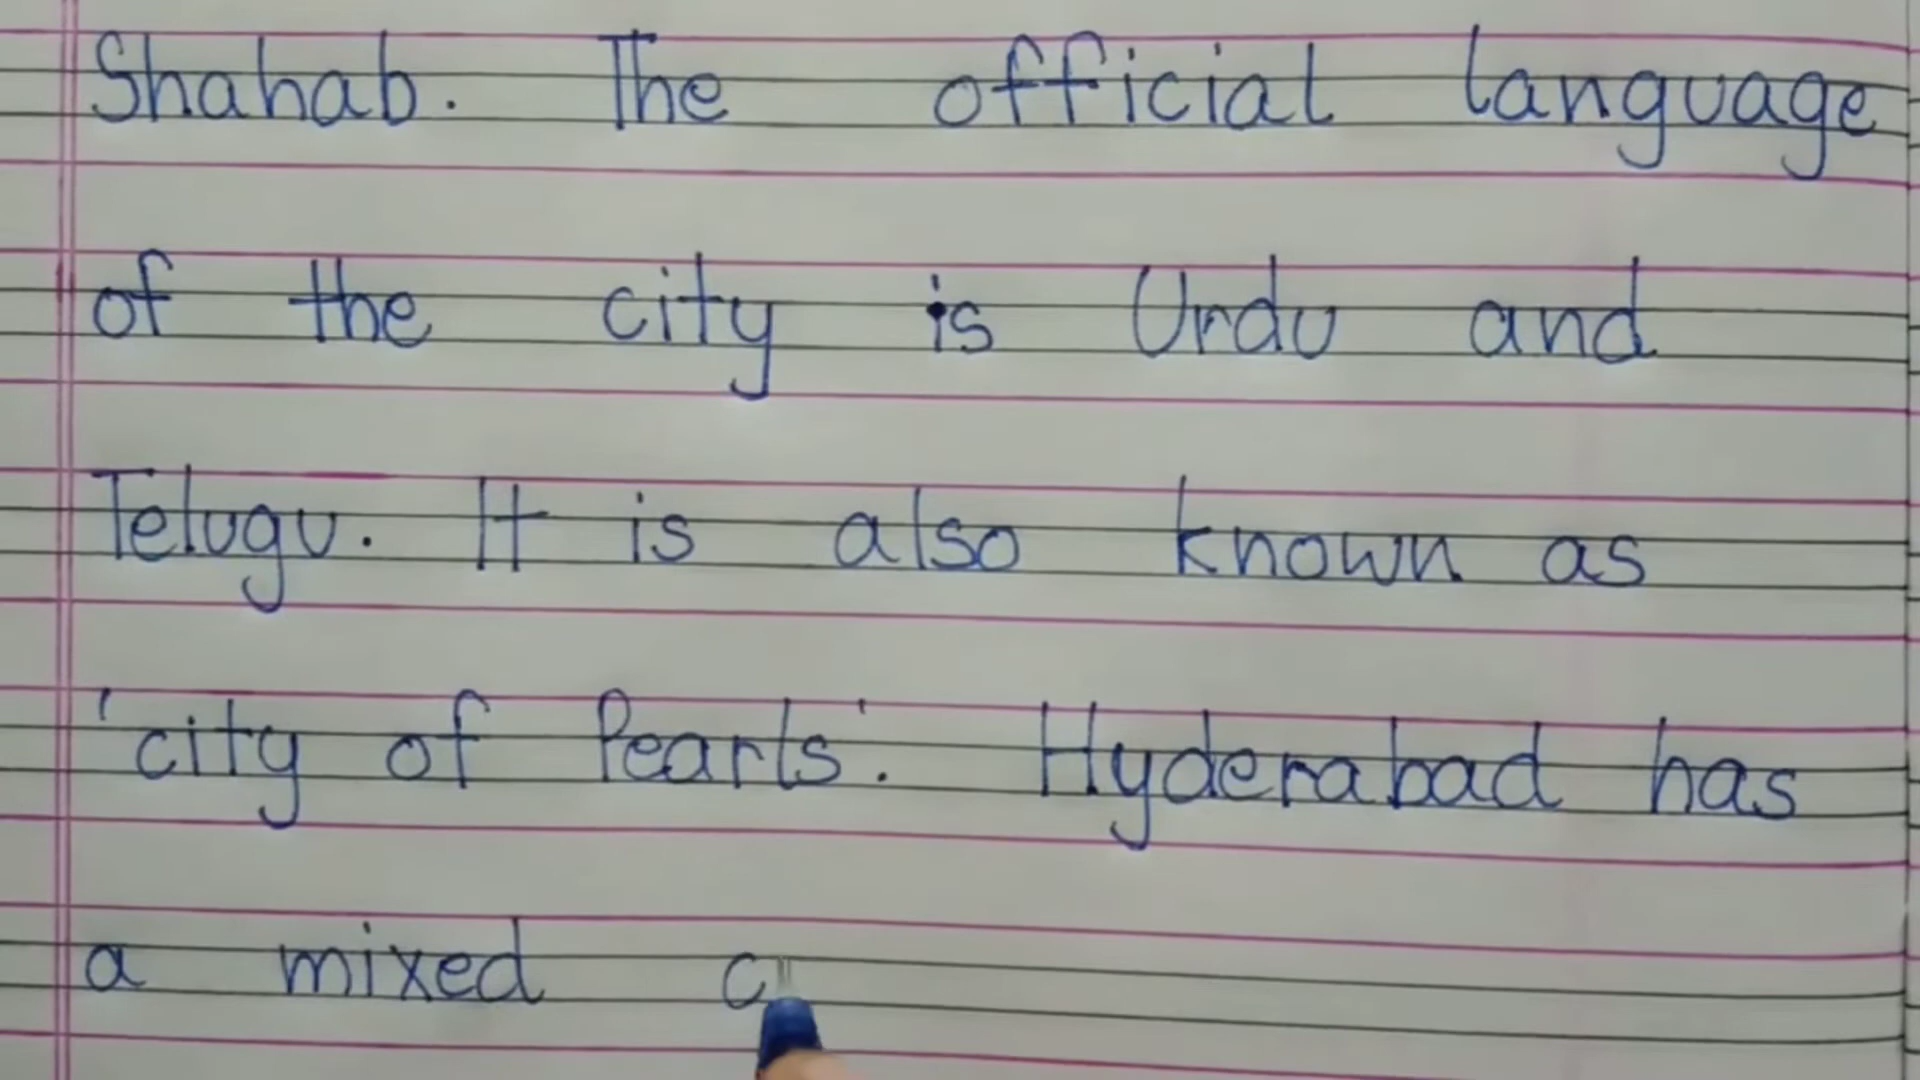 Shahab. The official language
of the city is Urdu and
Telugu. It is also known as
'city of Pearls'. Hyderabad has
a mixed c